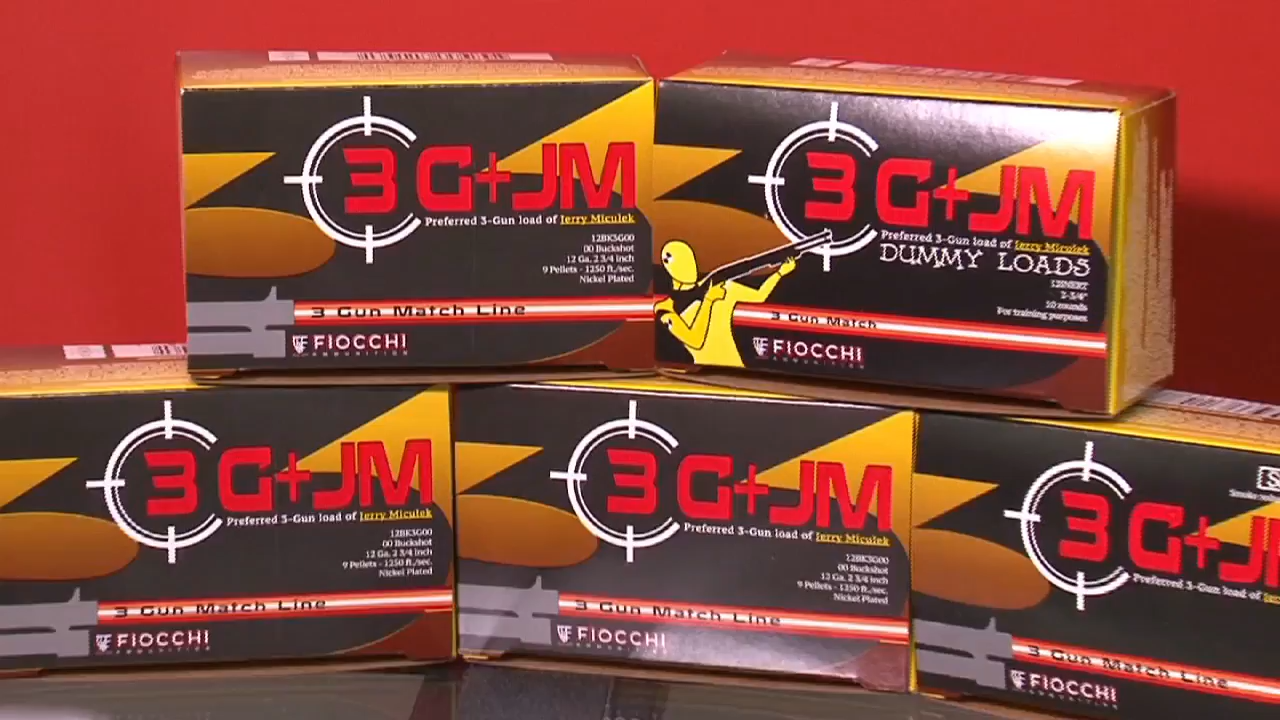 3 G+JM
Preferred 3-Gun load of Jerry Miculek
12BK3G00
00 Buckshot
12 Ga. 2 3/4 inch
9 Pellets - 1250 ft./sec.
Nickel Plated
3 Gun Match Line
FIOCCHI
AMMUNITION
3 G+JM
Preferred 3-Gun load of Jerry Miculek
DUMMY LOADS
12INERT
2-3/4"
10 rounds
For training purposes
3 Gun Match
FIOCCHI
AMMUNITION
3 G+JM
Preferred 3-Gun load of Jerry Miculek
12BK3G00
00 Buckshot
12 Ga. 2 3/4 inch
9 Pellets - 1250 ft./sec.
Nickel Plated
3 Gun Match Line
FIOCCHI
AMMUNITION
3 G+JM
Preferred 3-Gun load of Jerry Miculek
12BK3G00
00 Buckshot
12 Ga. 2 3/4 inch
9 Pellets - 1250 ft./sec.
Nickel Plated
3 Gun Match Line
FIOCCHI
AMMUNITION
3 G+J
Preferred 3-Gun load of
3 Gun Match Line
FIOCCHI
AMMUNITION